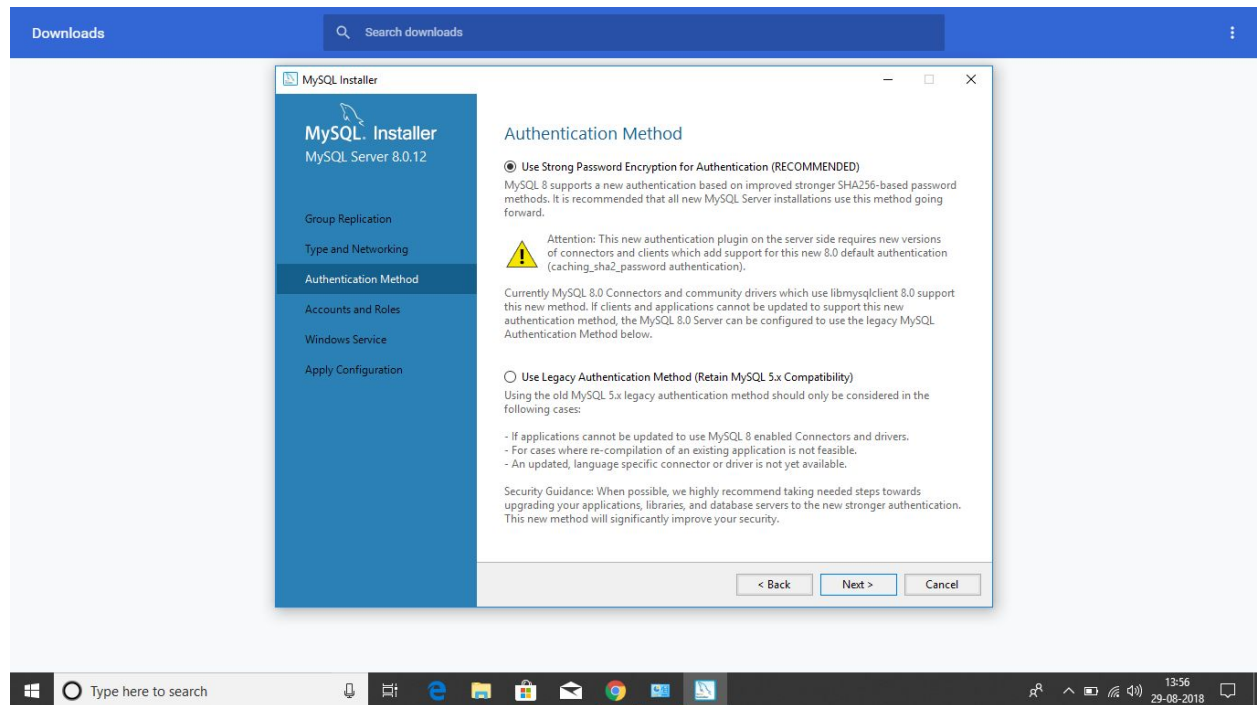 Downloads
Search downloads
MySQL Installer
MySQL. Installer
MySQL Server 8.0.12
Group Replication
Type and Networking
Authentication Method
Accounts and Roles
Windows Service
Apply Configuration
Authentication Method
Use Strong Password Encryption for Authentication (RECOMMENDED)
MySQL 8 supports a new authentication based on improved stronger SHA256-based password
methods. It is recommended that all new MySQL Server installations use this method going
forward.
Attention: This new authentication plugin on the server side requires new versions
of connectors and clients which add support for this new 8.0 default authentication
(caching_sha2_password authentication).
Currently MySQL 8.0 Connectors and community drivers which use libmysqlclient 8.0 support
this new method. If clients and applications cannot be updated to support this new
authentication method, the MySQL 8.0 Server can be configured to use the legacy MySQL
Authentication Method below.
Use Legacy Authentication Method (Retain MySQL 5.x Compatibility)
Using the old MySQL 5.x legacy authentication method should only be considered in the
following cases:
- If applications cannot be updated to use MySQL 8 enabled Connectors and drivers.
- For cases where re-compilation of an existing application is not feasible.
- An updated, language specific connector or driver is not yet available.
Security Guidance: When possible, we highly recommend taking needed steps towards
upgrading your applications, libraries, and database servers to the new stronger authentication.
This new method will significantly improve your security.
< Back
Next >
Cancel
Type here to search
13:56
29-08-2018